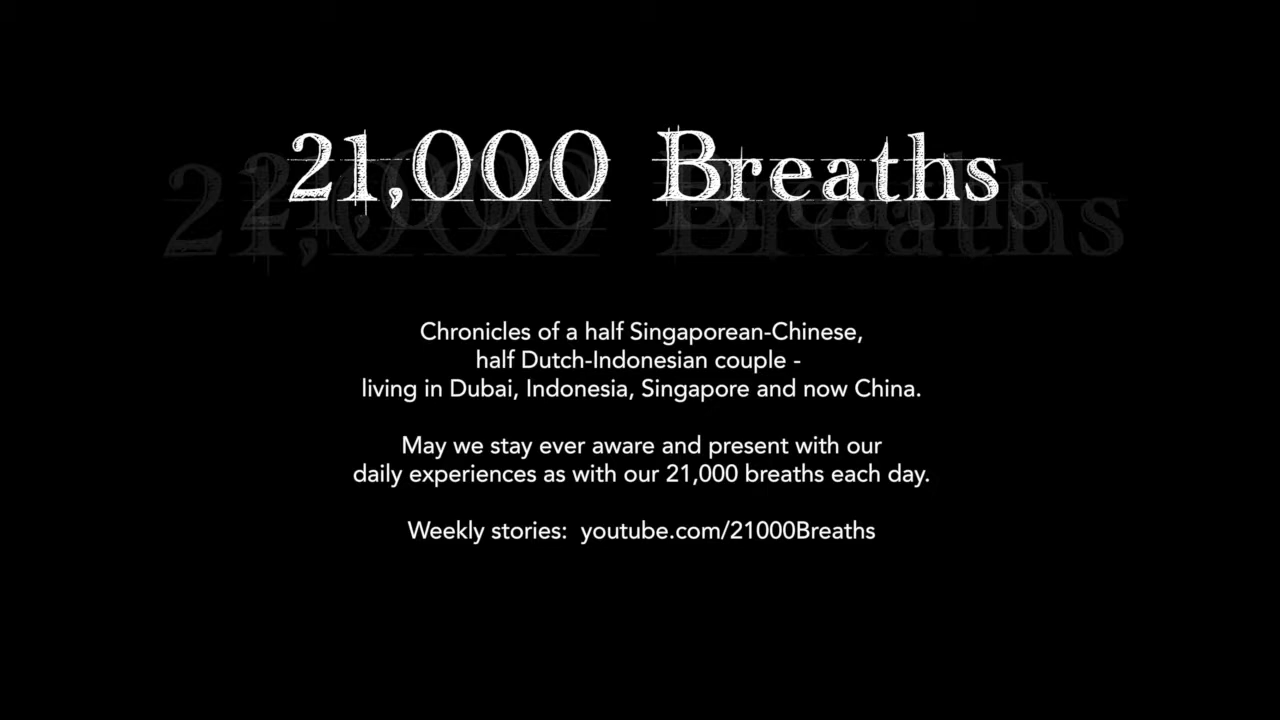 21,000 Breaths
Chronicles of a half Singaporean-Chinese,
half Dutch-Indonesian couple -
living in Dubai, Indonesia, Singapore and now China.
May we stay ever aware and present with our
daily experiences as with our 21,000 breaths each day.
Weekly stories:  youtube.com/21000Breaths